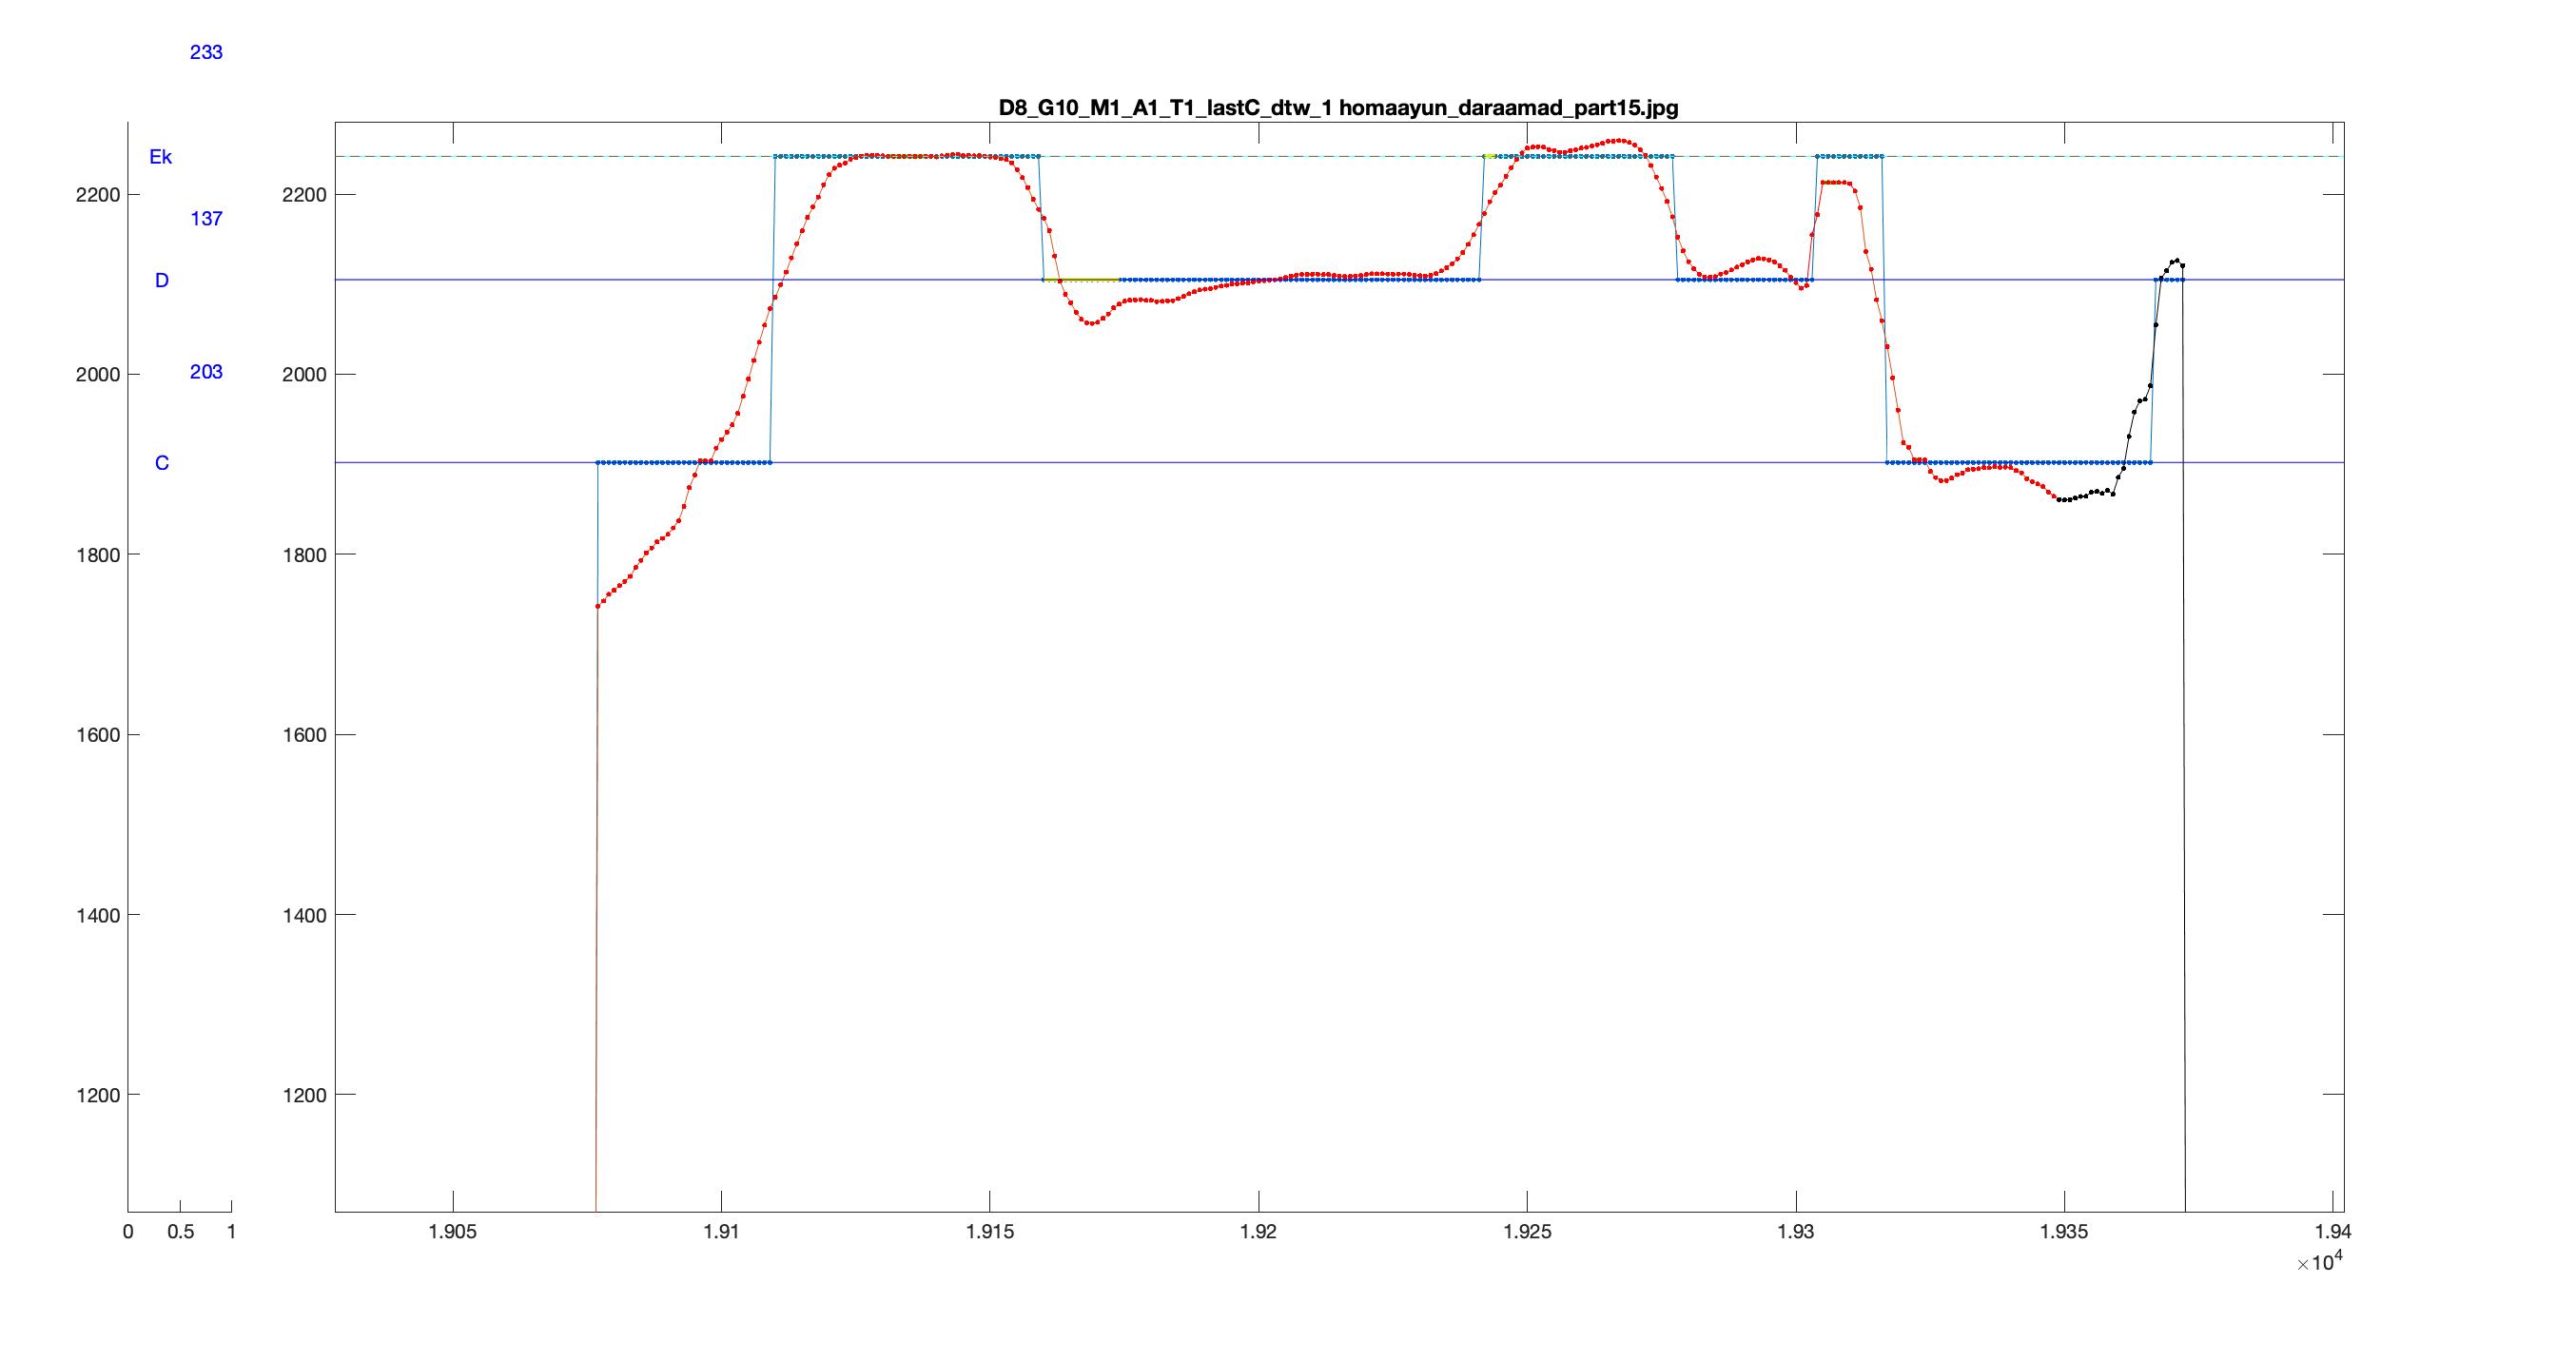 233
D8_G10_M1_A1_T1_lastC_dtw_1 homaayun_daraamad_part15.jpg
Ek
2200 2200
137
D
2000 203 2000
C
1800 1800
1600 1600
1400 1400
1200 1200
0 0.5 1 1.905 1.91 1.915 1.92 1.925 1.93 1.935 1.94
×10^4